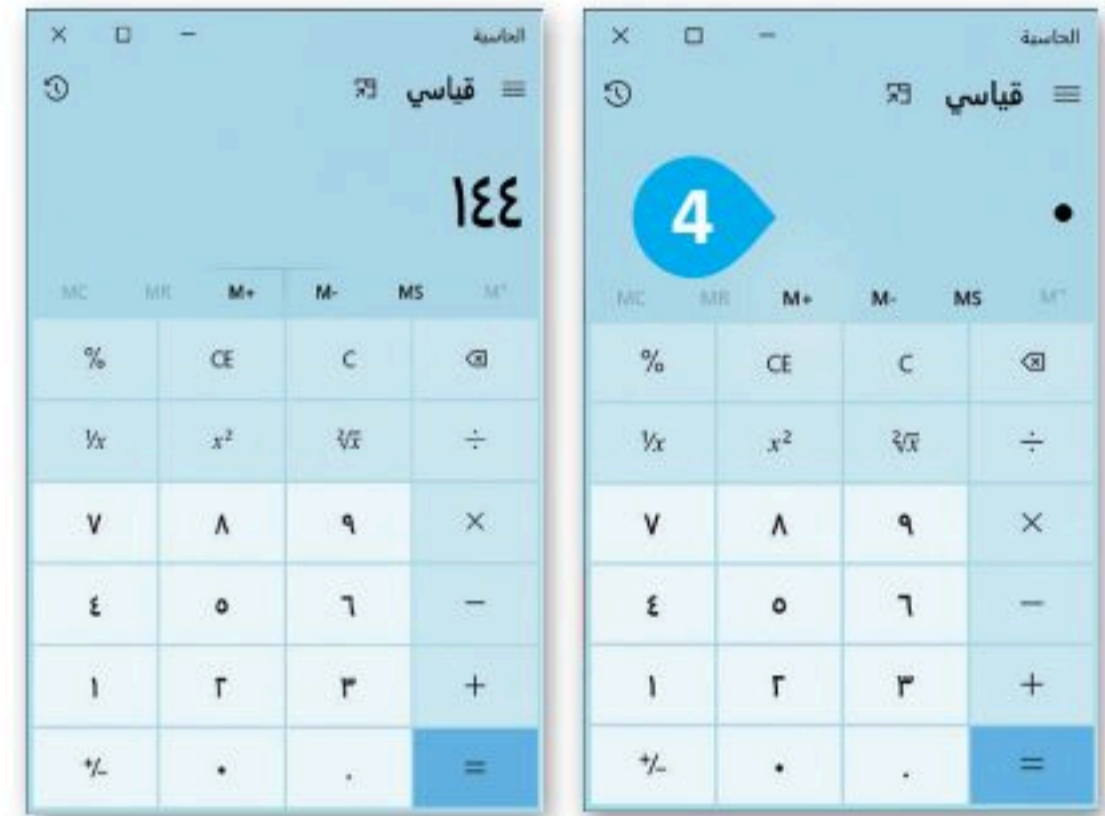 الحاسبة
قياسي
١٤٤
MC MR M+ M- MS M˅
% CE C
⅟x x² ²√x ÷
٧ ٨ ٩ ×
٤ ٥ ٦ −
١ ٢ ٣ +
+/- ٠ . =
الحاسبة
قياسي
4
٠
MC MR M+ M- MS M˅
% CE C
⅟x x² ²√x ÷
٧ ٨ ٩ ×
٤ ٥ ٦ −
١ ٢ ٣ +
+/- ٠ . =